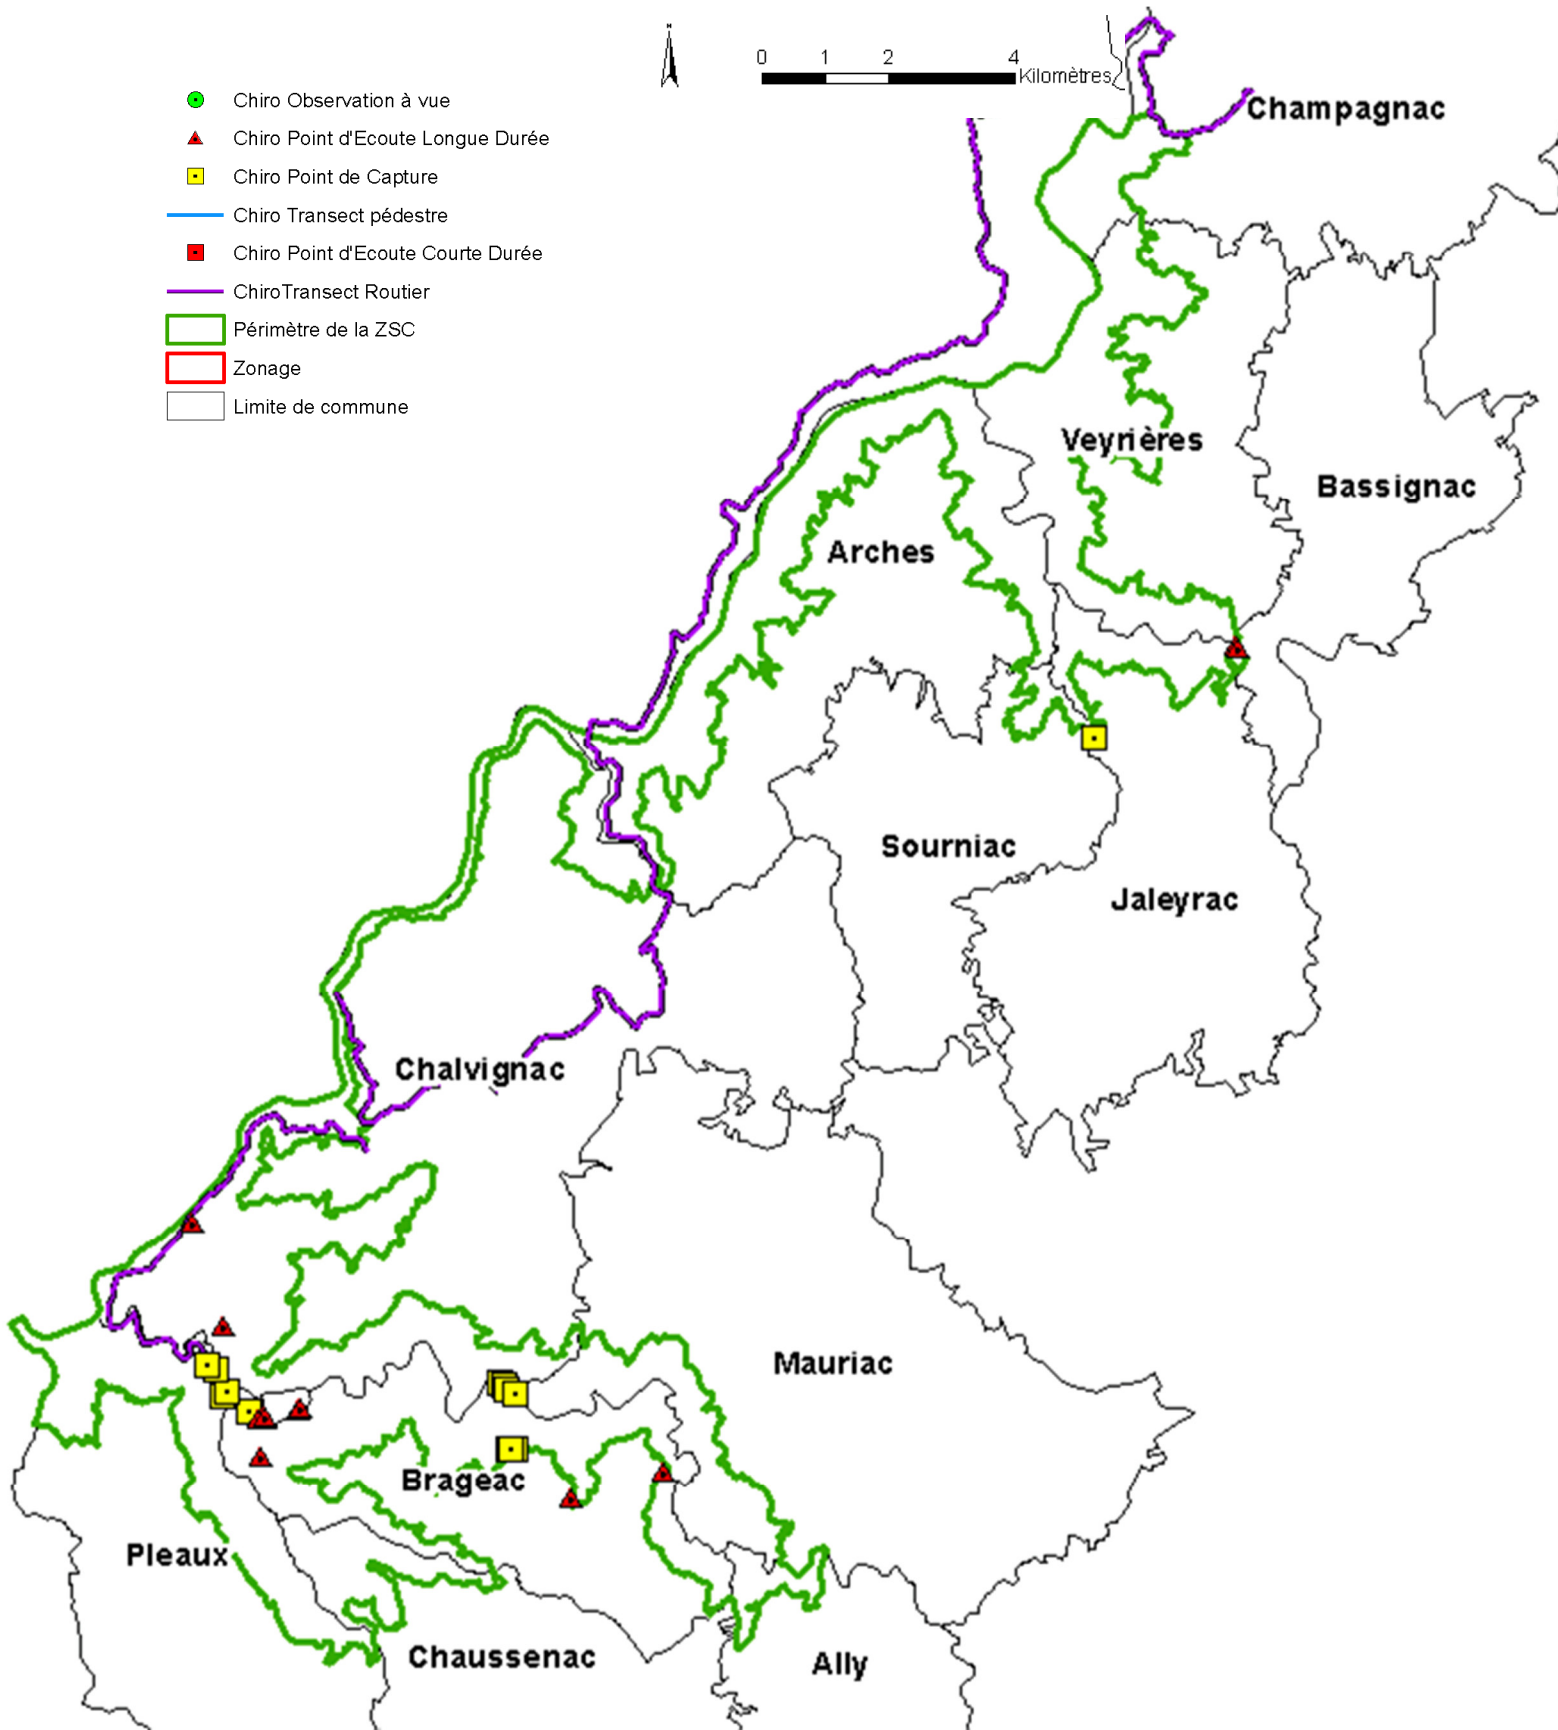 N
0 1 2 4
Kilomètres
Chiro Observation à vue
Chiro Point d'Ecoute Longue Durée
Chiro Point de Capture
Chiro Transect pédestre
Chiro Point d'Ecoute Courte Durée
ChiroTransect Routier
Périmètre de la ZSC
Zonage
Limite de commune
Champagnac
Veyrières
Bassignac
Arches
Sourniac
Jaleyrac
Chalvignac
Mauriac
Brageac
Pleaux
Chaussenac
Ally